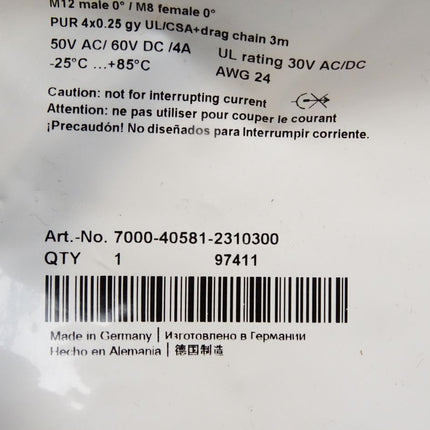 M12 male 0° / M8 female 0°
PUR 4x0.25 gy UL/CSA+drag chain 3m
50V AC/ 60V DC /4A UL rating 30V AC/DC
-25°C ...+85°C AWG 24
Caution: not for interrupting current
Attention: ne pas utiliser pour couper le courant
¡Precaudón! No diseñados para Interrumpir corriente.
Art.-No. 7000-40581-2310300
QTY 1 97411
Made in Germany | Изготовлено в Германии
Hecho en Alemania | 德国制造